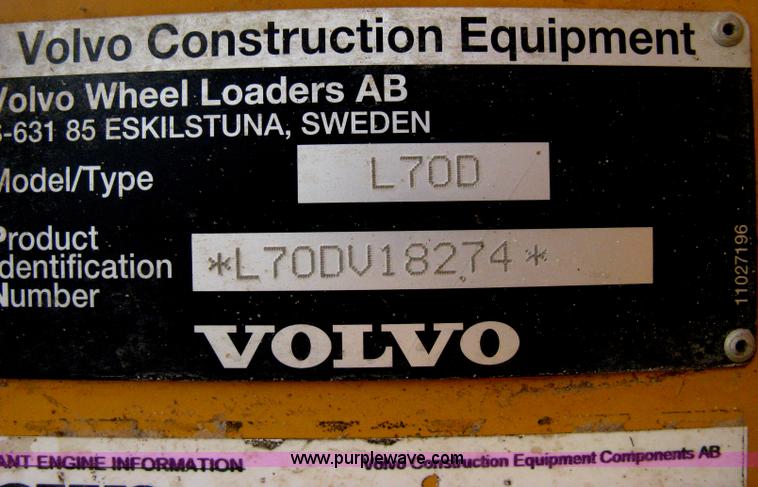 Volvo Construction Equipment
Volvo Wheel Loaders AB
S-631 85 ESKILSTUNA, SWEDEN
Model/Type L70D
Product
Identification
Number
*L70DV18274*
11027196
VOLVO
ANT ENGINE INFORMATION Volvo Construction Equipment Components AB
www.purplewave.com